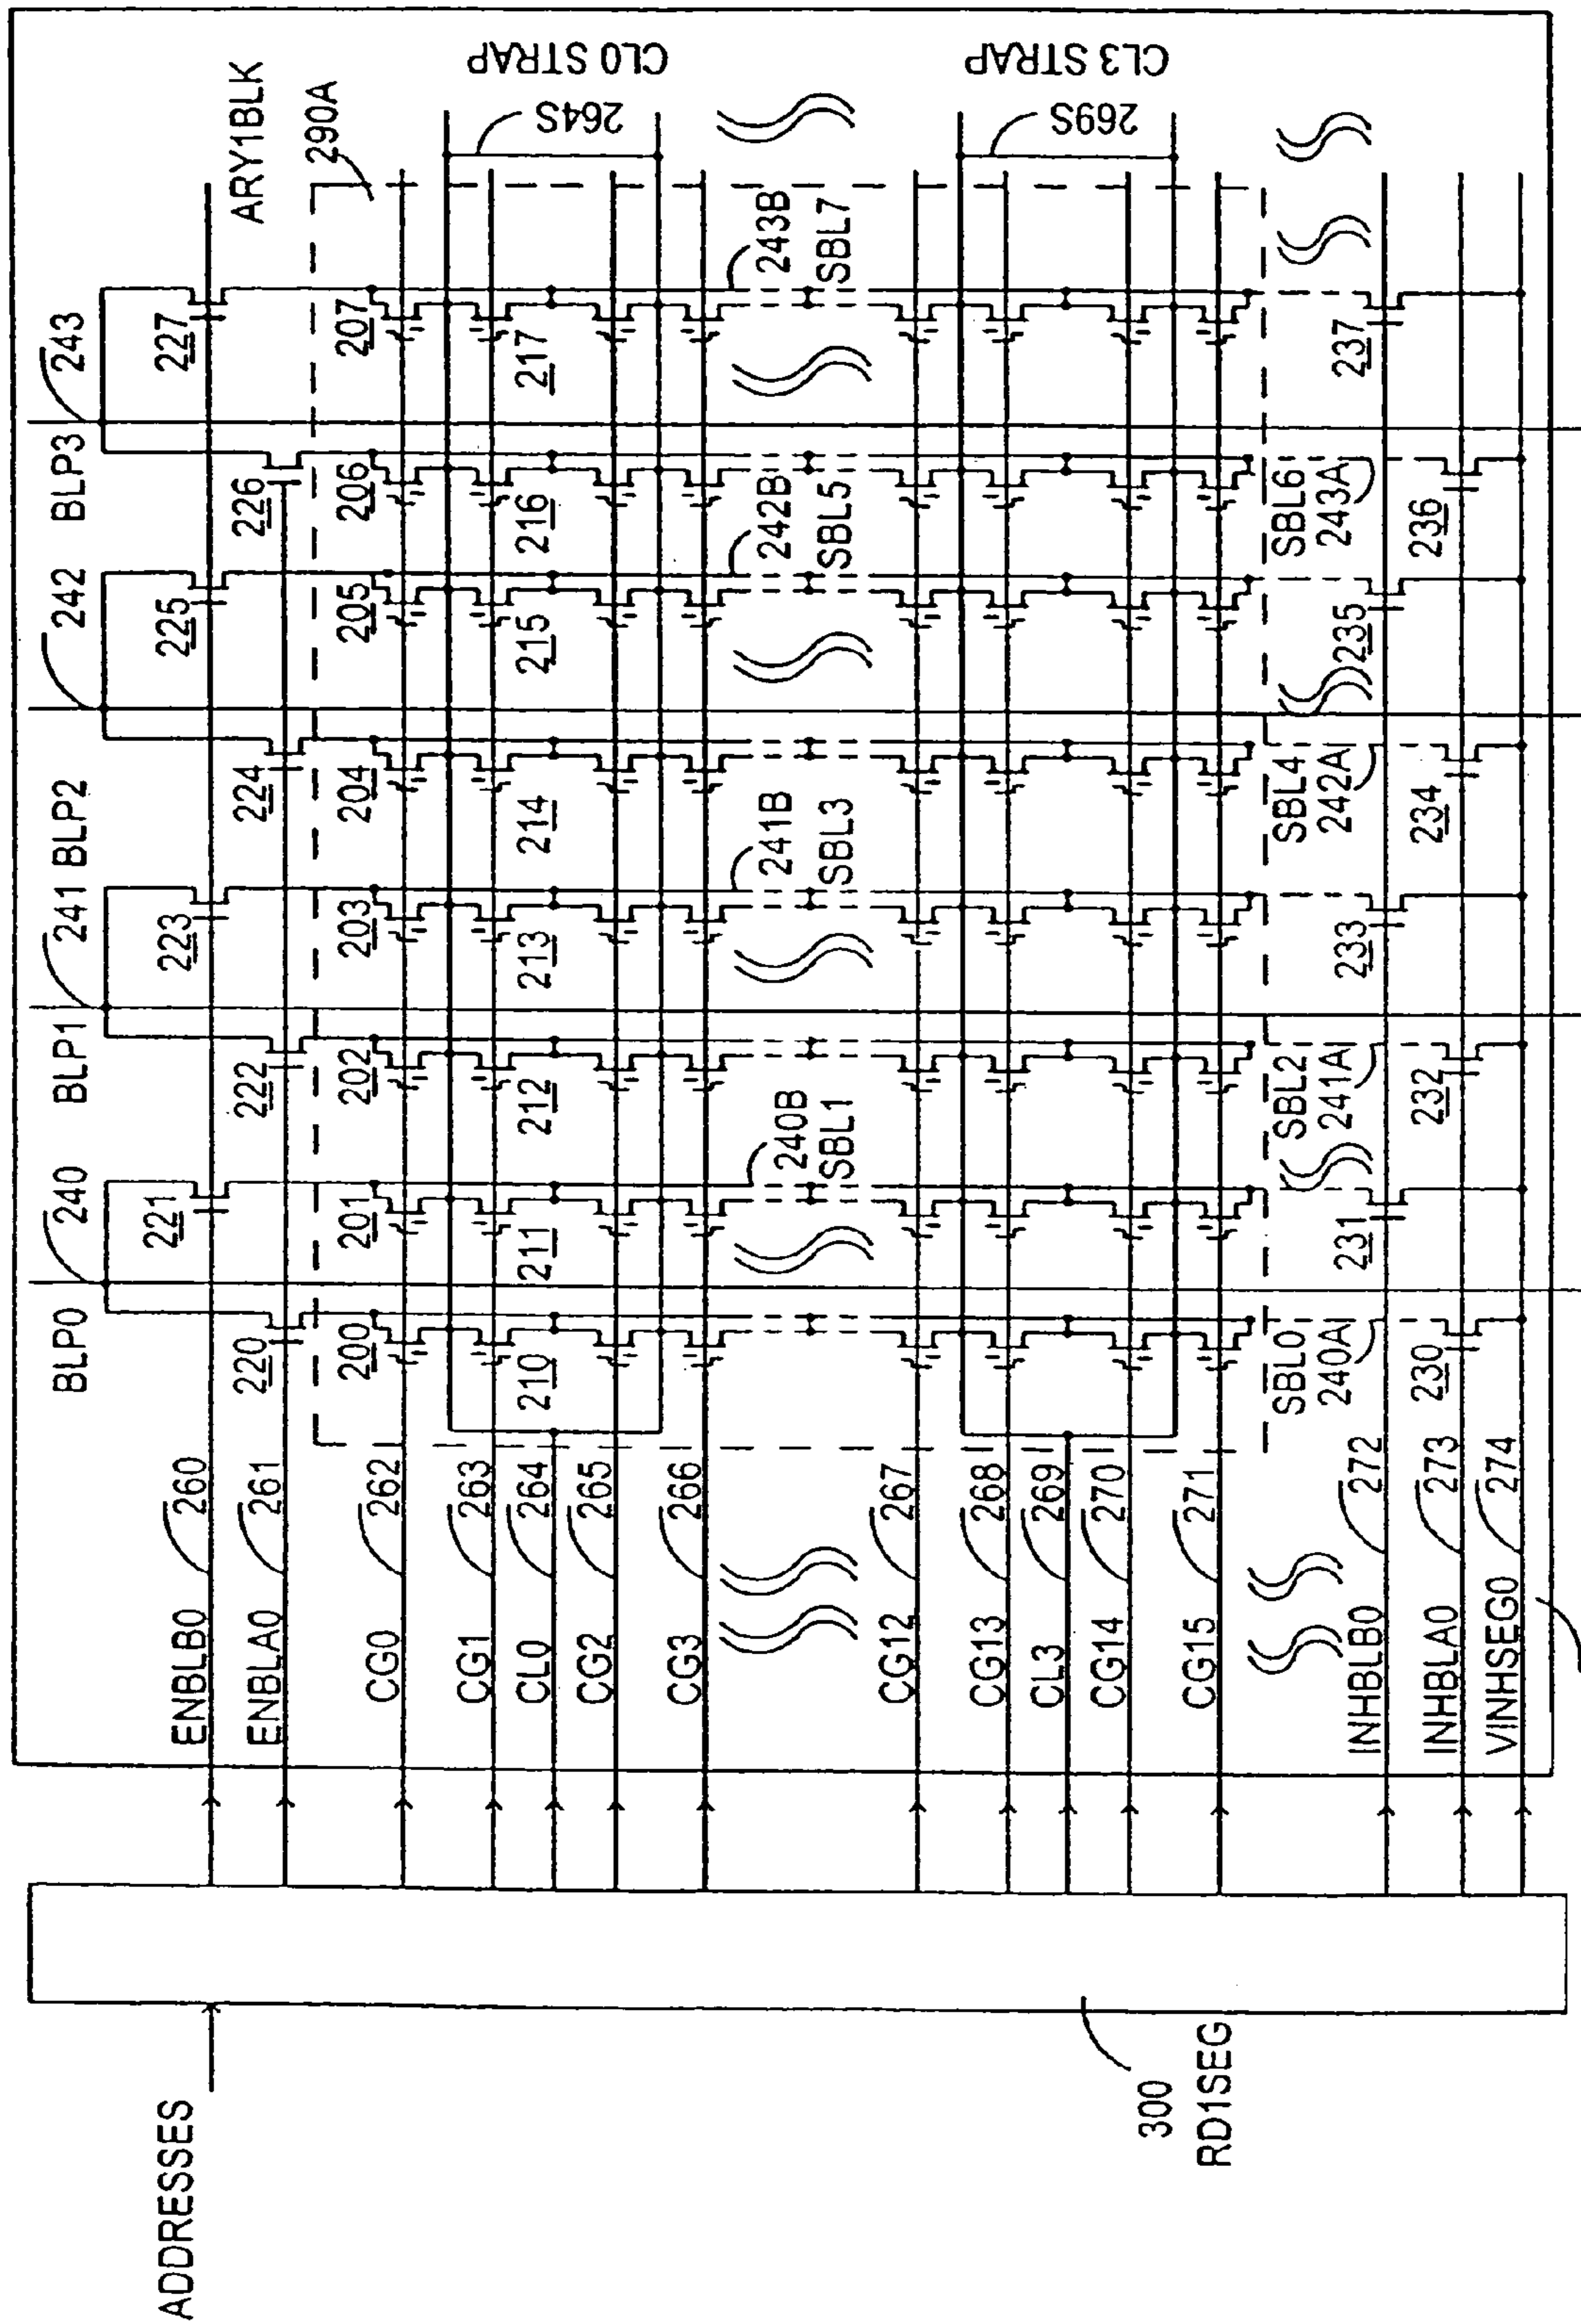 ADDRESSES
300
RD1SEG
ENBLB0 260
ENBLA0 261
CG0 262
CG1 263
CL0 264
CG2 265
CG3 266
CG12 267
CG13 268
CL3 269
CG14 270
CG15 271
INHBLB0 272
INHBLA0 273
VINHSEG0 274
BLP0 240
BLP1 241
BLP2 242
BLP3 243
220 221 222 223 224 225 226 227
ARY1BLK
290A
200 201 202 203 204 205 206 207
210 211 212 213 214 215 216 217
264S
CL0 STRAP
240B
SBL1
241B
SBL3
242B
SBL5
243B
SBL7
269S
CL3 STRAP
SBL0
240A
SBL2
241A
SBL4
242A
SBL6
243A
230 231 232 233 234 235 236 237